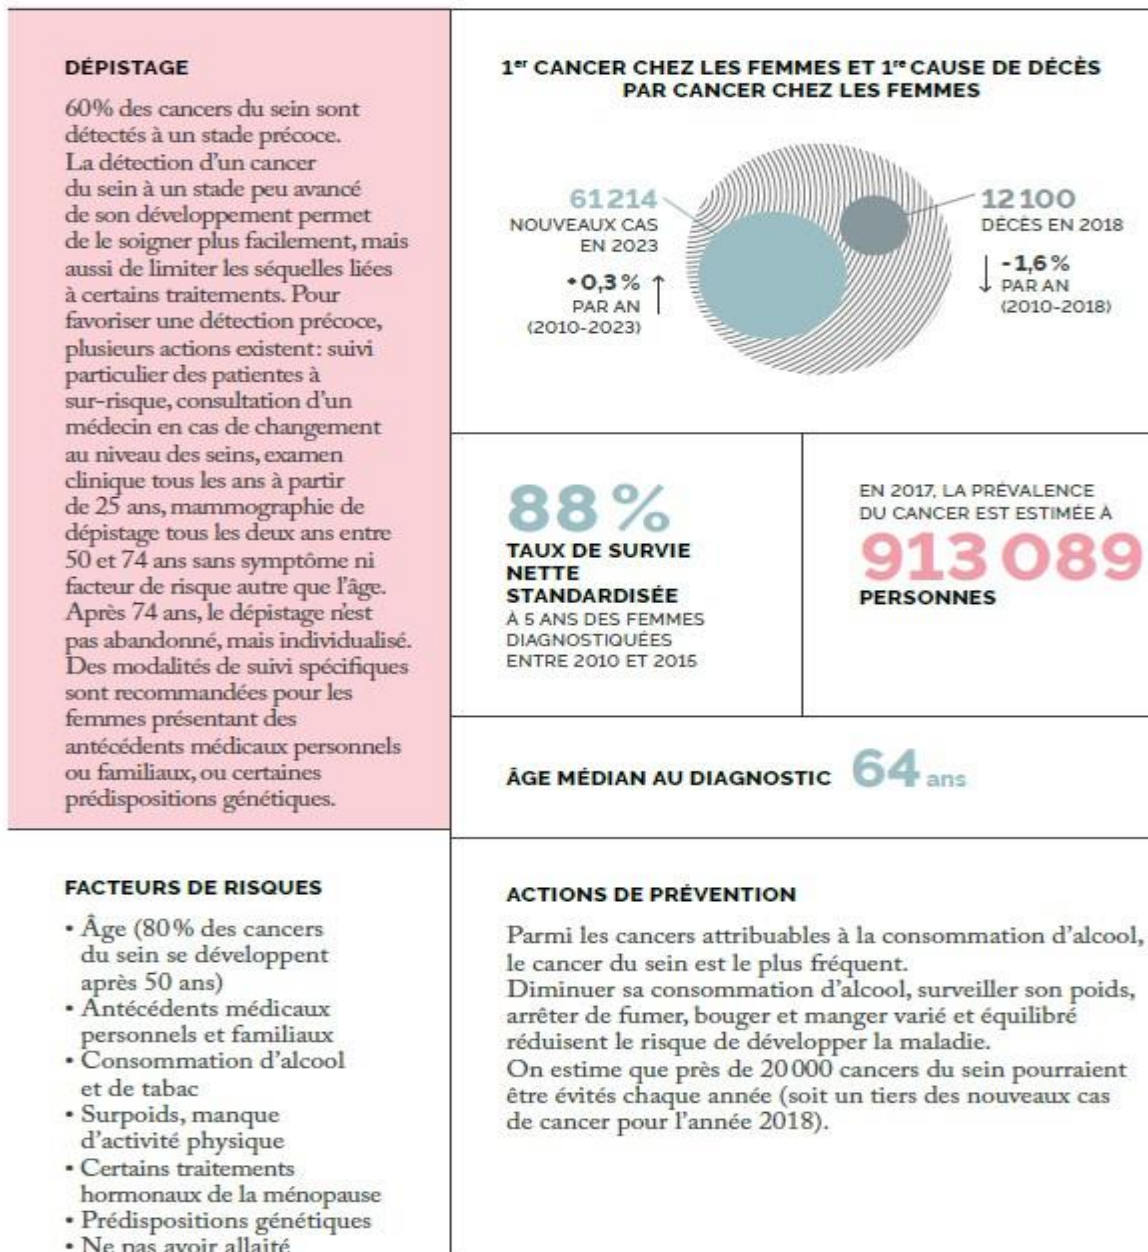 DÉPISTAGE
60% des cancers du sein sont
détectés à un stade précoce.
La détection d'un cancer
du sein à un stade peu avancé
de son développement permet
de le soigner plus facilement, mais
aussi de limiter les séquelles liées
à certains traitements. Pour
favoriser une détection précoce,
plusieurs actions existent: suivi
particulier des patientes à
sur-risque, consultation d'un
médecin en cas de changement
au niveau des seins, examen
clinique tous les ans à partir
de 25 ans, mammographie de
dépistage tous les deux ans entre
50 et 74 ans sans symptôme ni
facteur de risque autre que l'âge.
Après 74 ans, le dépistage n'est
pas abandonné, mais individualisé.
Des modalités de suivi spécifiques
sont recommandées pour les
femmes présentant des
antécédents médicaux personnels
ou familiaux, ou certaines
prédispositions génétiques.
1er CANCER CHEZ LES FEMMES ET 1re CAUSE DE DÉCÈS
PAR CANCER CHEZ LES FEMMES
61 214
NOUVEAUX CAS
EN 2023
+0,3 %
PAR AN
(2010-2023)
12 100
DÉCÈS EN 2018
-1,6 %
PAR AN
(2010-2018)
88 %
TAUX DE SURVIE
NETTE
STANDARDISÉE
À 5 ANS DES FEMMES
DIAGNOSTIQUÉES
ENTRE 2010 ET 2015
EN 2017, LA PRÉVALENCE
DU CANCER EST ESTIMÉE À
913 089
PERSONNES
ÂGE MÉDIAN AU DIAGNOSTIC 64 ans
FACTEURS DE RISQUES
• Âge (80% des cancers
du sein se développent
après 50 ans)
• Antécédents médicaux
personnels et familiaux
• Consommation d'alcool
et de tabac
• Surpoids, manque
d'activité physique
• Certains traitements
hormonaux de la ménopause
• Prédispositions génétiques
• Ne pas avoir allaité
ACTIONS DE PRÉVENTION
Parmi les cancers attribuables à la consommation d'alcool,
le cancer du sein est le plus fréquent.
Diminuer sa consommation d'alcool, surveiller son poids,
arrêter de fumer, bouger et manger varié et équilibré
réduisent le risque de développer la maladie.
On estime que près de 20 000 cancers du sein pourraient
être évités chaque année (soit un tiers des nouveaux cas
de cancer pour l'année 2018).